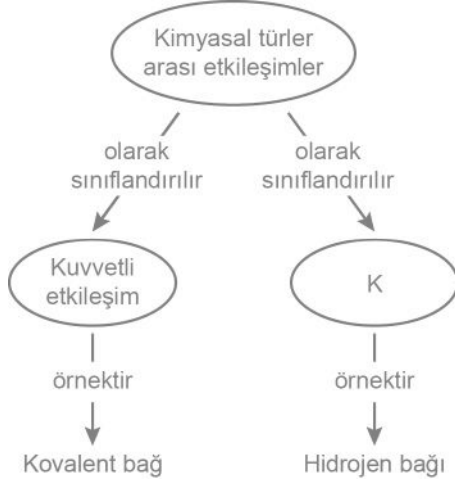 Kimyasal türler
arası etkileşimler
olarak
sınıflandırılır
olarak
sınıflandırılır
Kuvvetli
etkileşim
K
örnektir
örnektir
Kovalent bağ
Hidrojen bağı